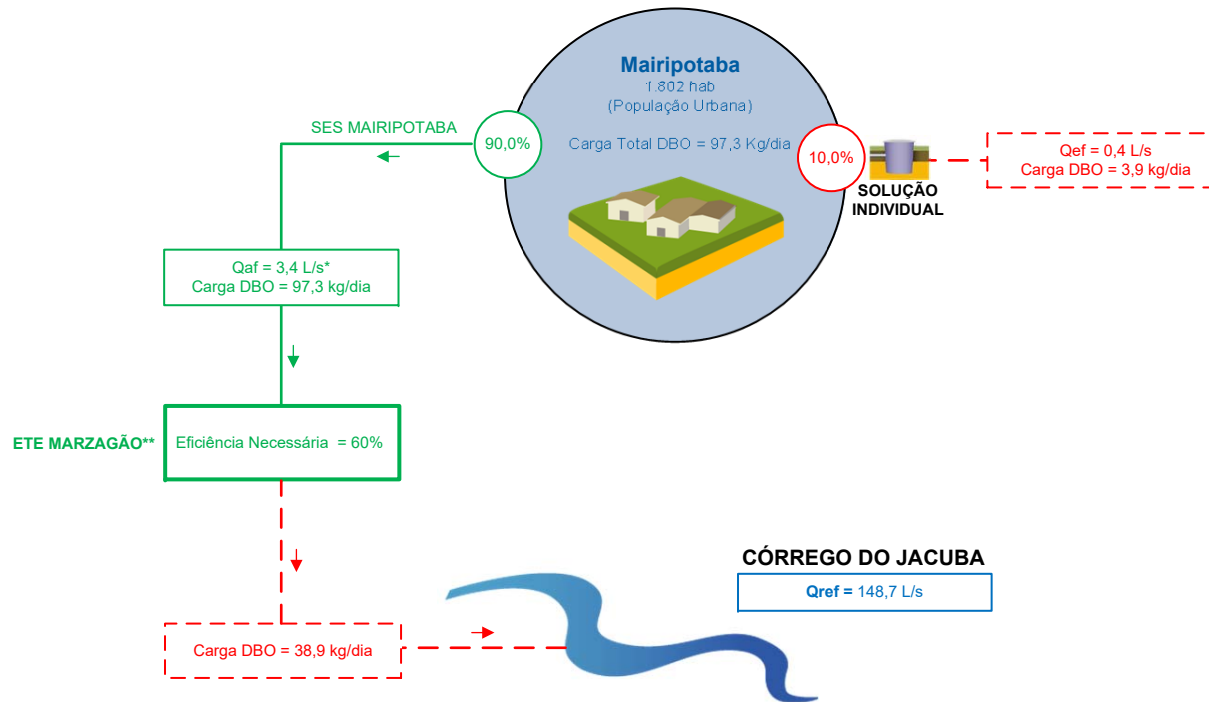 Mairipotaba
1.802 hab
(População Urbana)
Carga Total DBO = 97,3 Kg/dia
SES MAIRIPOTABA
90,0%
10,0%
SOLUÇÃO
INDIVIDUAL
Qef = 0,4 L/s
Carga DBO = 3,9 kg/dia
Qaf = 3,4 L/s*
Carga DBO = 97,3 kg/dia
ETE MARZAGÃO**
Eficiência Necessária = 60%
CÓRREGO DO JACUBA
Qref = 148,7 L/s
Carga DBO = 38,9 kg/dia